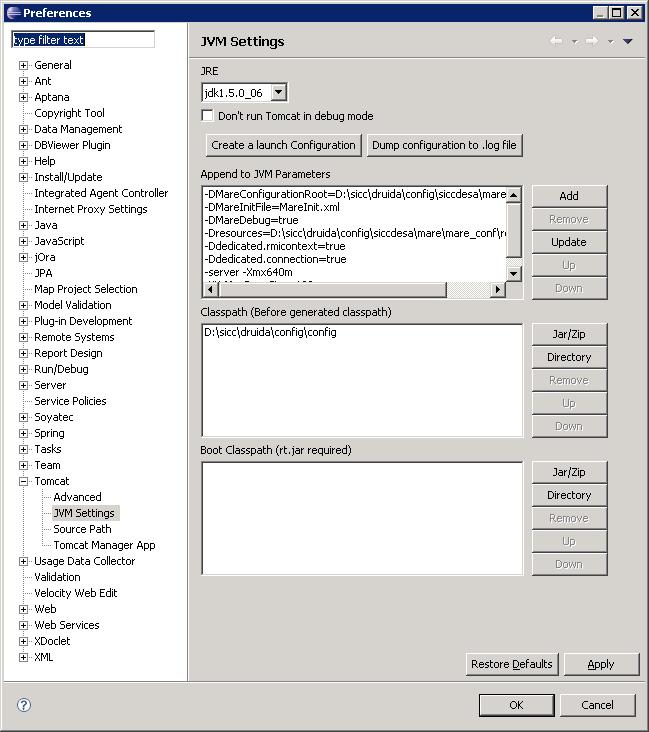 Preferences
type filter text
General
Ant
Aptana
Copyright Tool
Data Management
DBViewer Plugin
Help
Install/Update
Integrated Agent Controller
Internet Proxy Settings
Java
JavaScript
jOra
JPA
Map Project Selection
Model Validation
Plug-in Development
Remote Systems
Report Design
Run/Debug
Server
Service Policies
Soyatec
Spring
Tasks
Team
Tomcat
Advanced
JVM Settings
Source Path
Tomcat Manager App
Usage Data Collector
Validation
Velocity Web Edit
Web
Web Services
XDoclet
XML
JVM Settings
JRE
jdk1.5.0_06
Don't run Tomcat in debug mode
Create a launch Configuration
Dump configuration to .log file
Append to JVM Parameters
-DMareConfigurationRoot=D:\sicc\druida\config\siccdesa\mare
-DMareInitFile=MareInit.xml
-DMareDebug=true
-Dresources=D:\sicc\druida\config\siccdesa\mare\mare_conf\r
-Ddedicated.rmicontext=true
-Ddedicated.connection=true
-server -Xmx640m
Add
Remove
Update
Up
Down
Classpath (Before generated classpath)
D:\sicc\druida\config\config
Jar/Zip
Directory
Remove
Up
Down
Boot Classpath (rt.jar required)
Jar/Zip
Directory
Remove
Up
Down
Restore Defaults
Apply
OK
Cancel